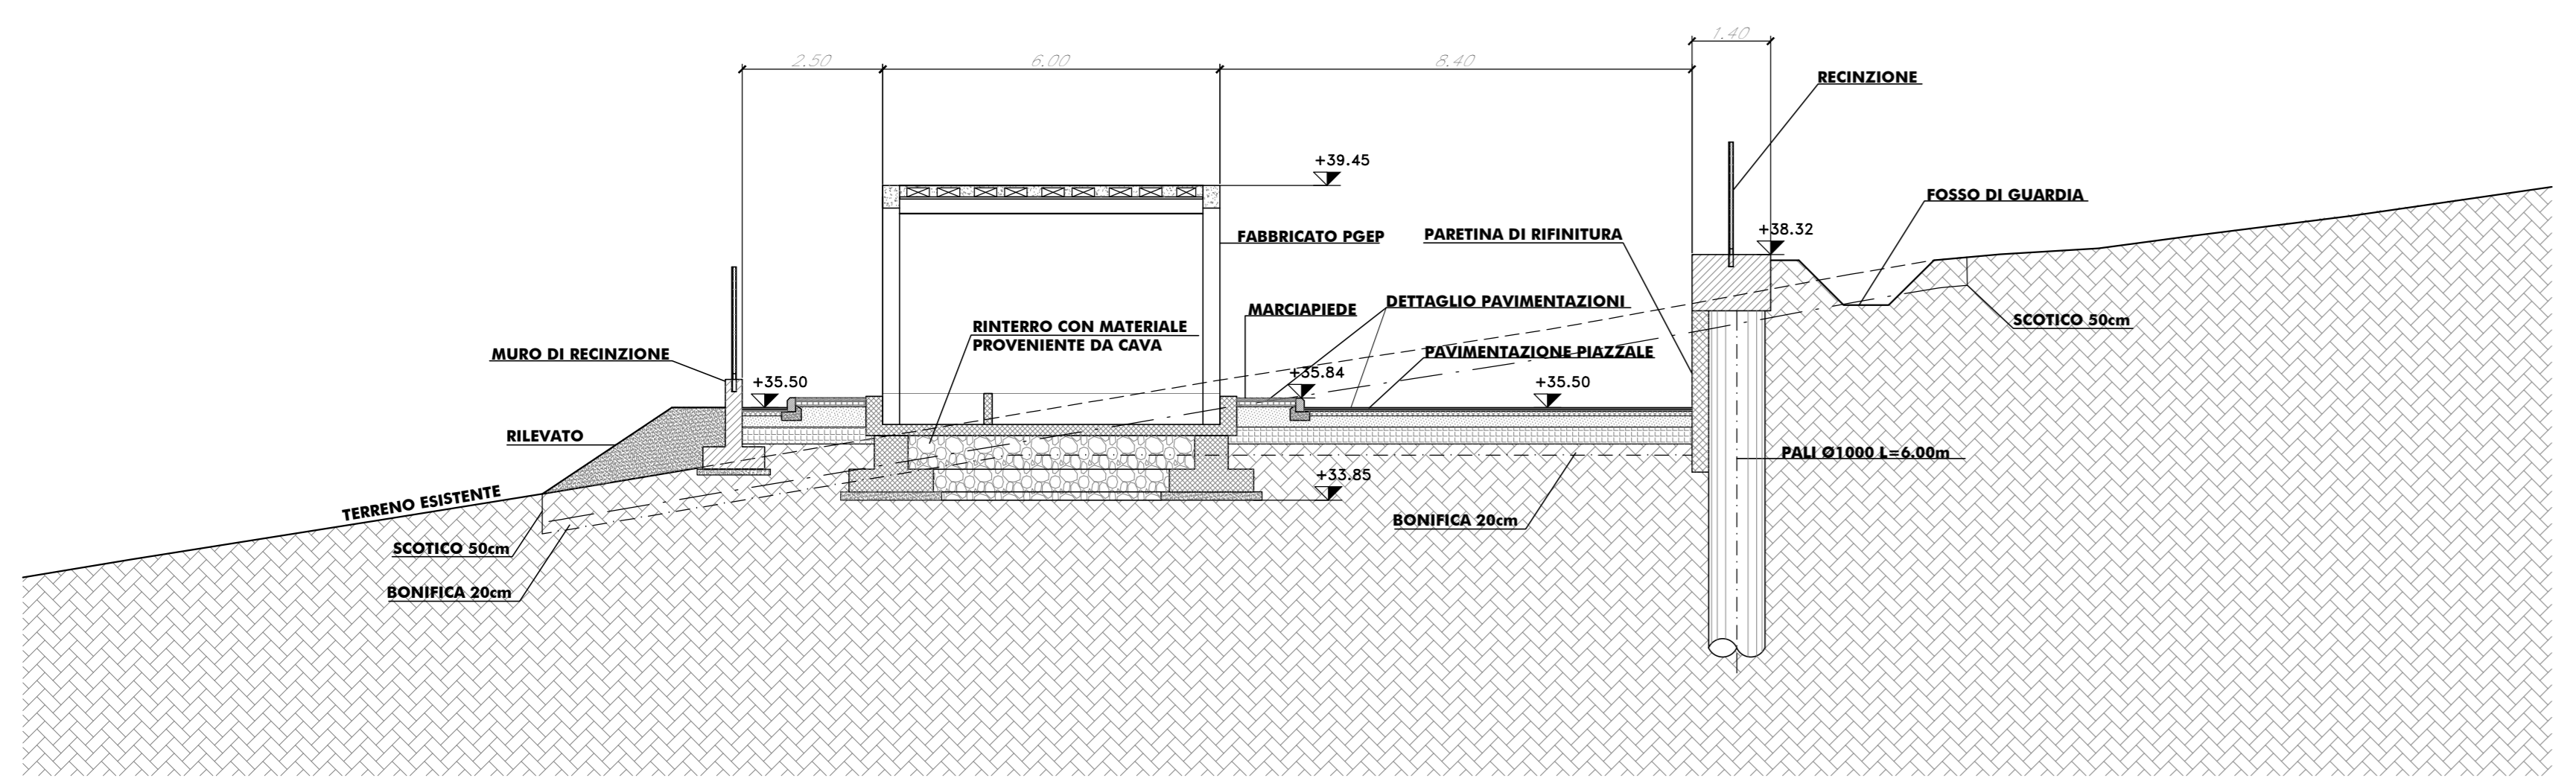 1.40
2.50
6.00
8.40
RECINZIONE
+39.45
FOSSO DI GUARDIA
+38.32
FABBRICATO PGEP
PARETINA DI RIFINITURA
MARCIAPIEDE
DETTAGLIO PAVIMENTAZIONI
RINTERRO CON MATERIALE
PROVENIENTE DA CAVA
SCOTICO 50cm
MURO DI RECINZIONE
PAVIMENTAZIONE PIAZZALE
+35.50
+35.84
+35.50
RILEVATO
PALI Ø1000 L=6.00m
+33.85
TERRENO ESISTENTE
BONIFICA 20cm
SCOTICO 50cm
BONIFICA 20cm